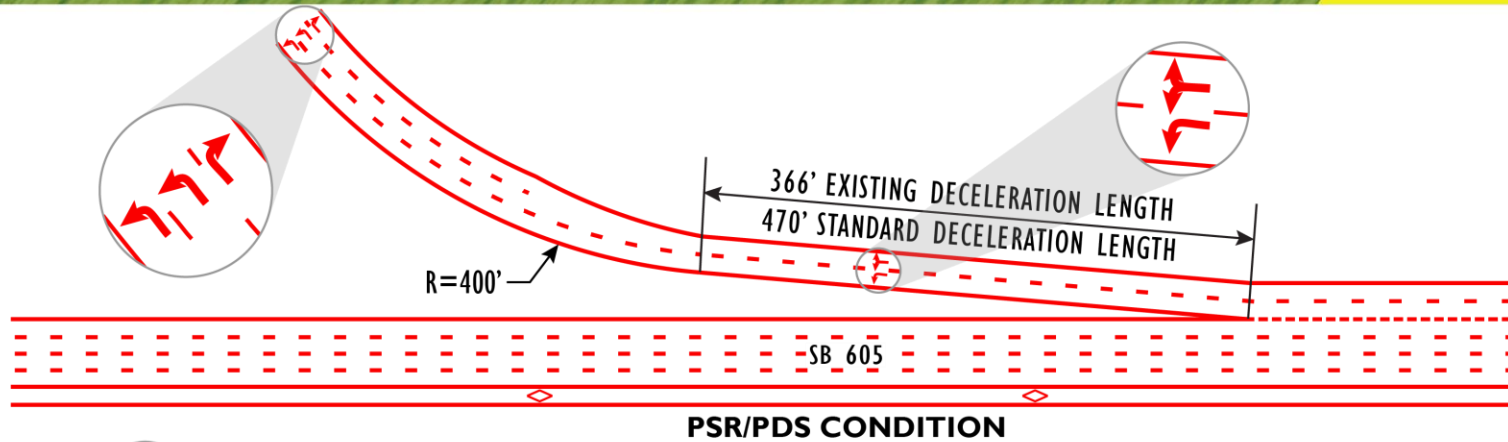 366' EXISTING DECELERATION LENGTH
470' STANDARD DECELERATION LENGTH
R=400'
SB 605
PSR/PDS CONDITION